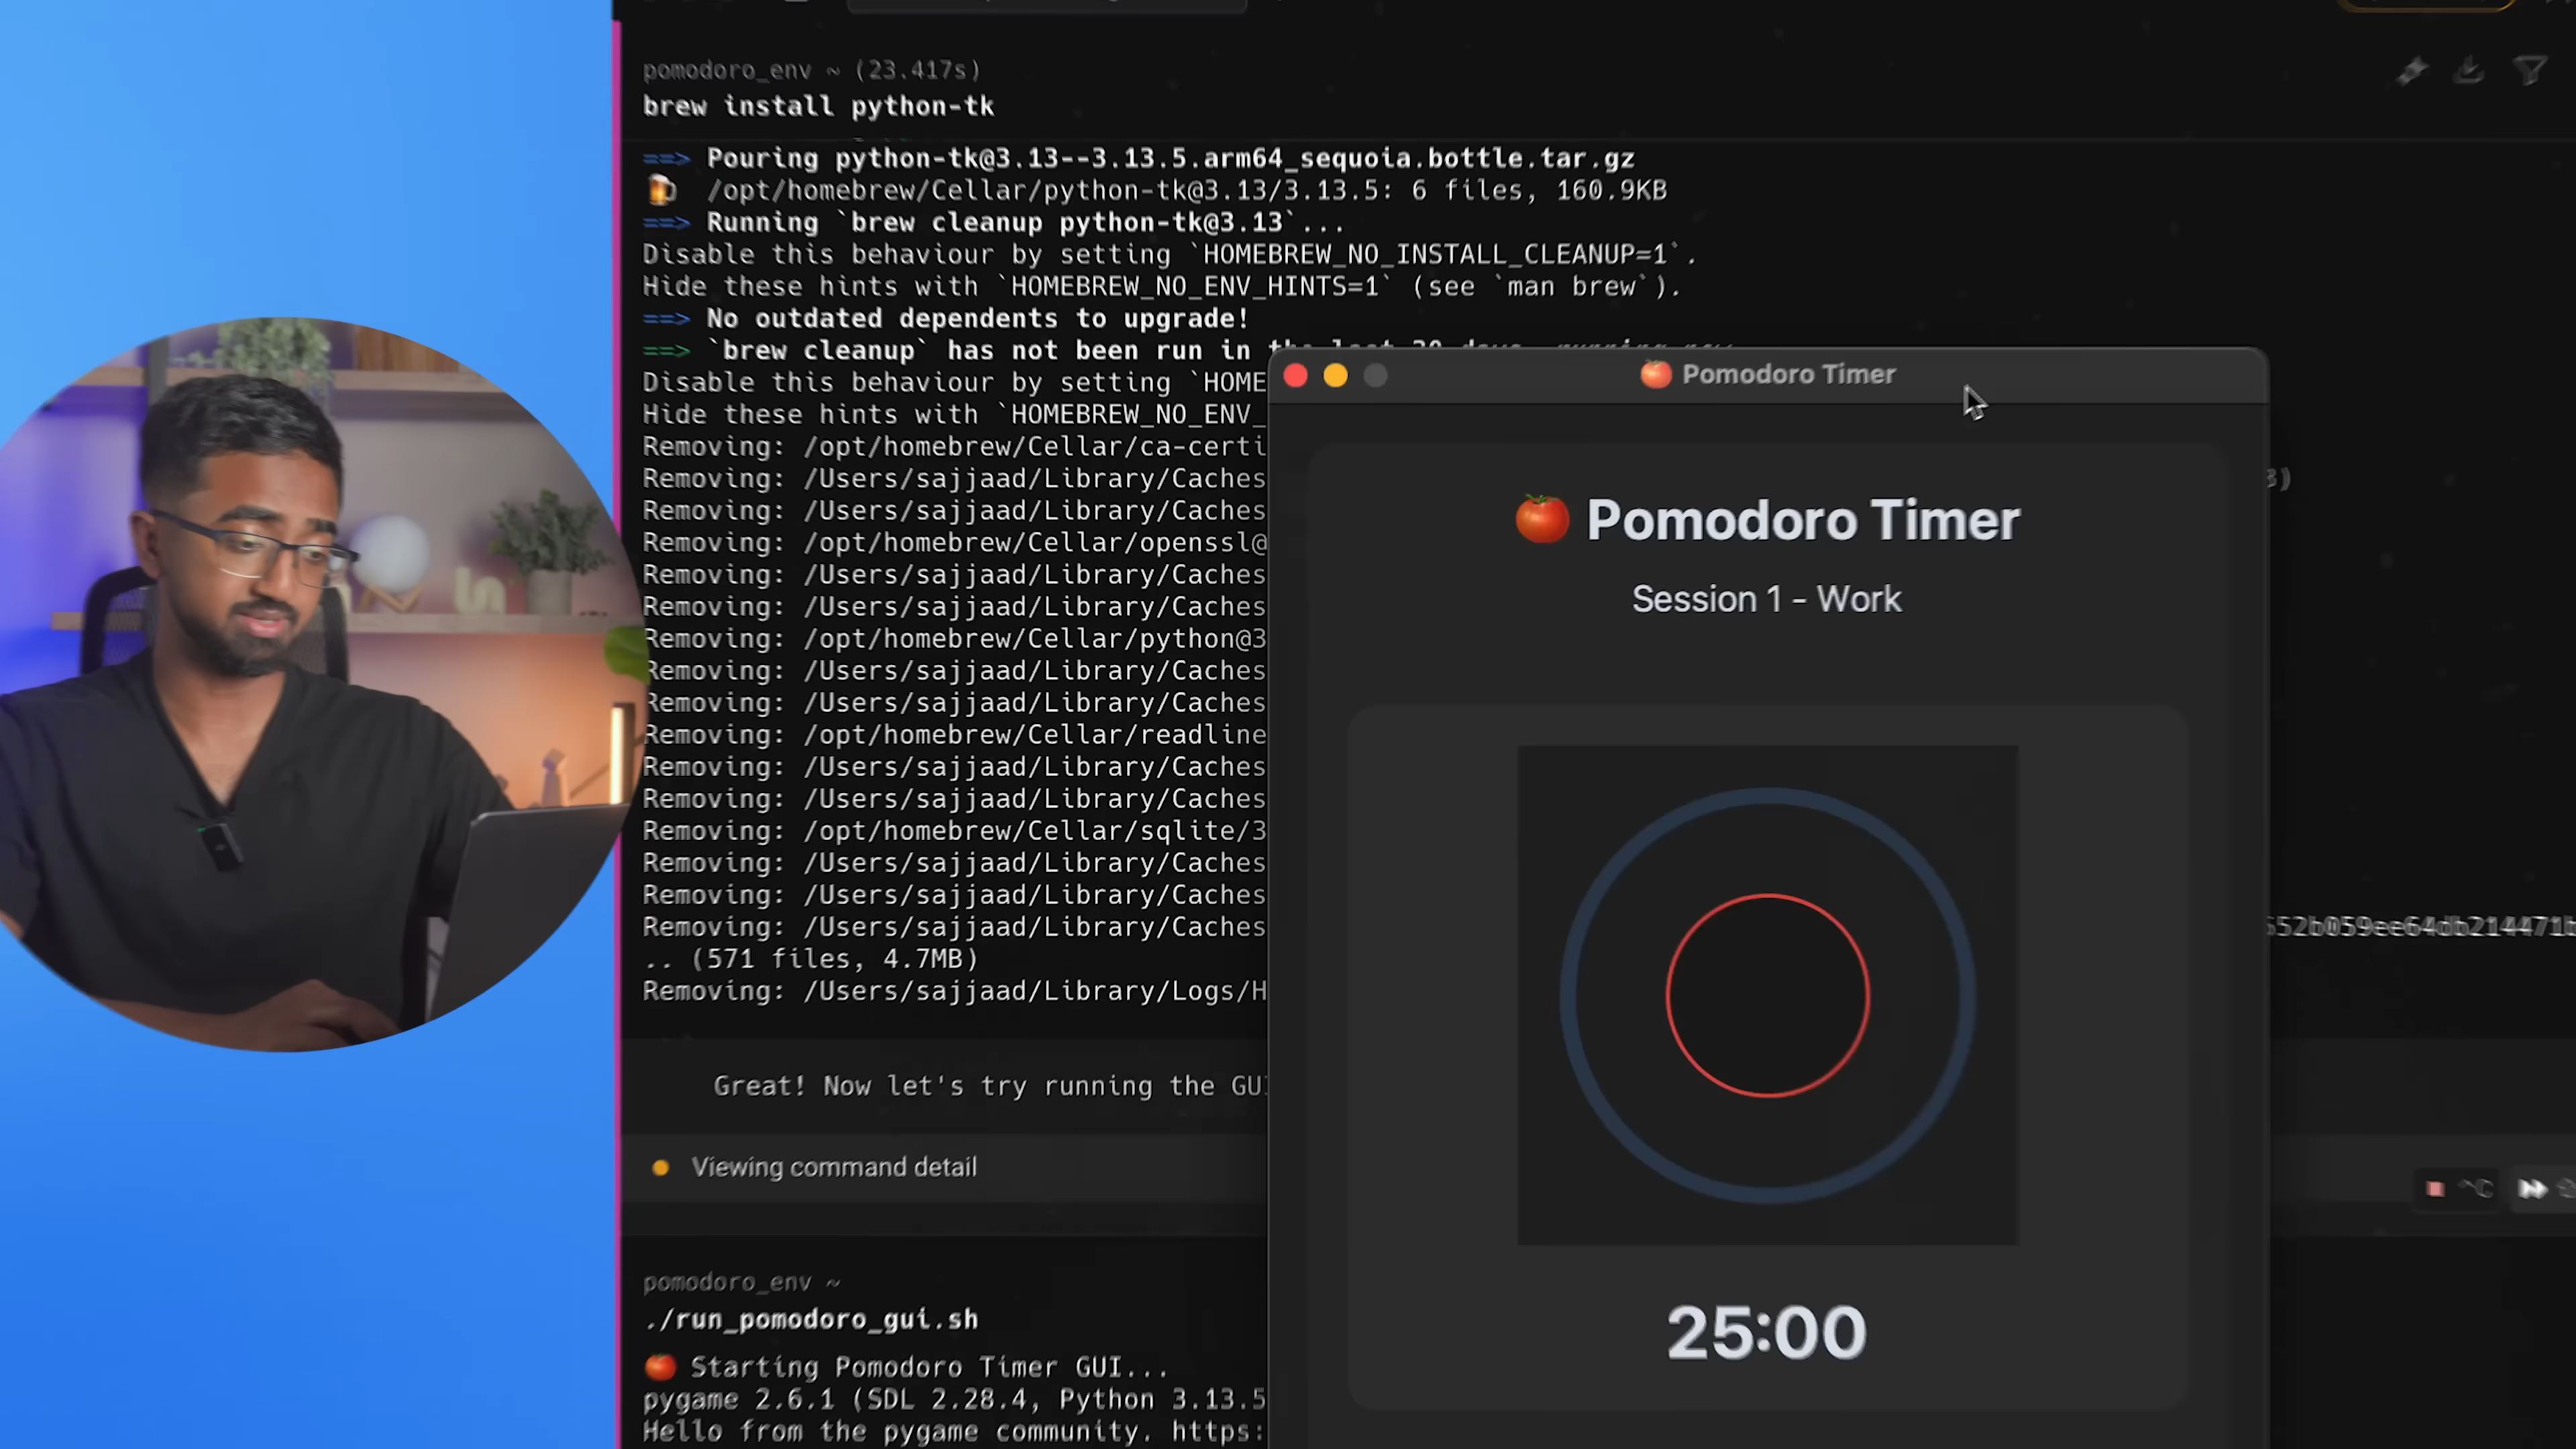 pomodoro_env ~ (23.417s)
brew install python-tk
==> Pouring python-tk@3.13--3.13.5.arm64_sequoia.bottle.tar.gz
🍺 /opt/homebrew/Cellar/python-tk@3.13/3.13.5: 6 files, 160.9KB
==> Running `brew cleanup python-tk@3.13`...
Disable this behaviour by setting `HOMEBREW_NO_INSTALL_CLEANUP=1`.
Hide these hints with `HOMEBREW_NO_ENV_HINTS=1` (see `man brew`).
==> No outdated dependents to upgrade!
==> `brew cleanup` has not been run in the last 30 days, running now
Disable this behaviour by setting `HOME
Hide these hints with `HOMEBREW_NO_ENV_
Removing: /opt/homebrew/Cellar/ca-certi
Removing: /Users/sajjaad/Library/Caches
Removing: /Users/sajjaad/Library/Caches
Removing: /opt/homebrew/Cellar/openssl@
Removing: /Users/sajjaad/Library/Caches
Removing: /Users/sajjaad/Library/Caches
Removing: /opt/homebrew/Cellar/python@3
Removing: /Users/sajjaad/Library/Caches
Removing: /Users/sajjaad/Library/Caches
Removing: /opt/homebrew/Cellar/readline
Removing: /Users/sajjaad/Library/Caches
Removing: /Users/sajjaad/Library/Caches
Removing: /opt/homebrew/Cellar/sqlite/3
Removing: /Users/sajjaad/Library/Caches
Removing: /Users/sajjaad/Library/Caches
Removing: /Users/sajjaad/Library/Caches
552b059ee64db214471b
.. (571 files, 4.7MB)
Removing: /Users/sajjaad/Library/Logs/H
Great! Now let's try running the GUI
Viewing command detail
^C
pomodoro_env ~
./run_pomodoro_gui.sh
🍅 Starting Pomodoro Timer GUI...
pygame 2.6.1 (SDL 2.28.4, Python 3.13.5
Hello from the pygame community. https:
🍅 Pomodoro Timer
🍅 Pomodoro Timer
Session 1 - Work
25:00